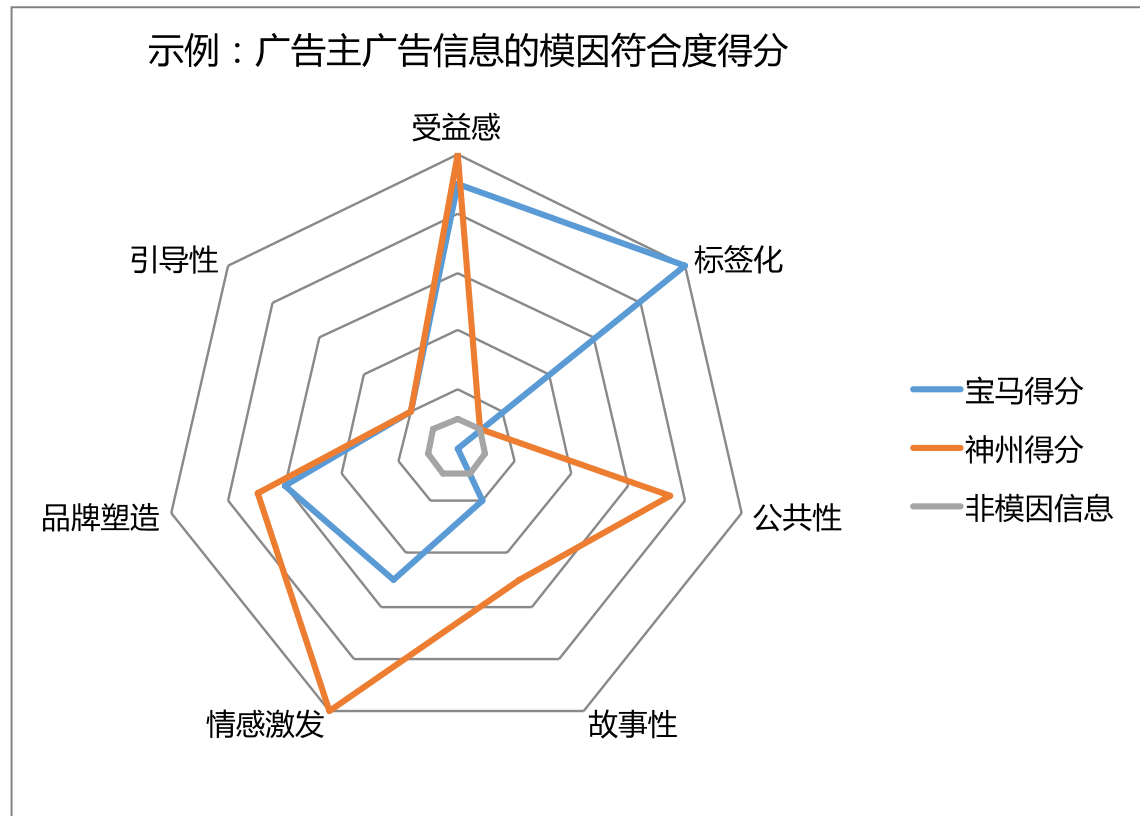 示例：广告主广告信息的模因符合度得分
受益感
引导性
标签化
宝马得分
神州得分
非模因信息
品牌塑造
公共性
情感激发
故事性